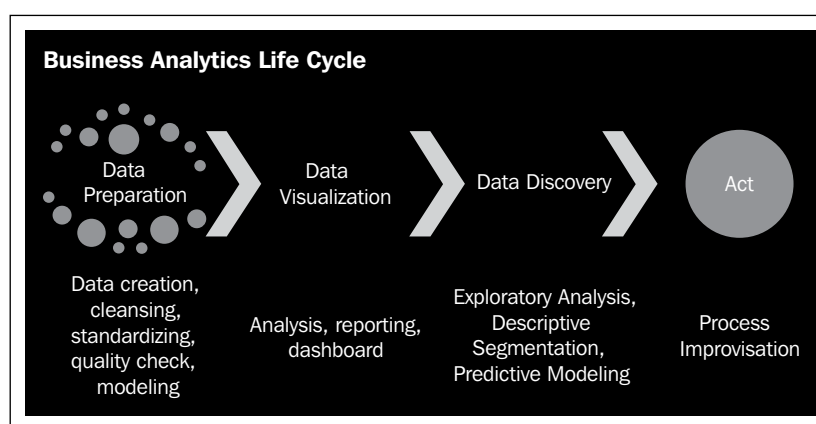 Business Analytics Life Cycle
Data
Preparation
Data
Visualization
Data Discovery
Act
Data creation,
cleansing,
standardizing,
quality check,
modeling
Analysis, reporting,
dashboard
Exploratory Analysis,
Descriptive
Segmentation,
Predictive Modeling
Process
Improvisation